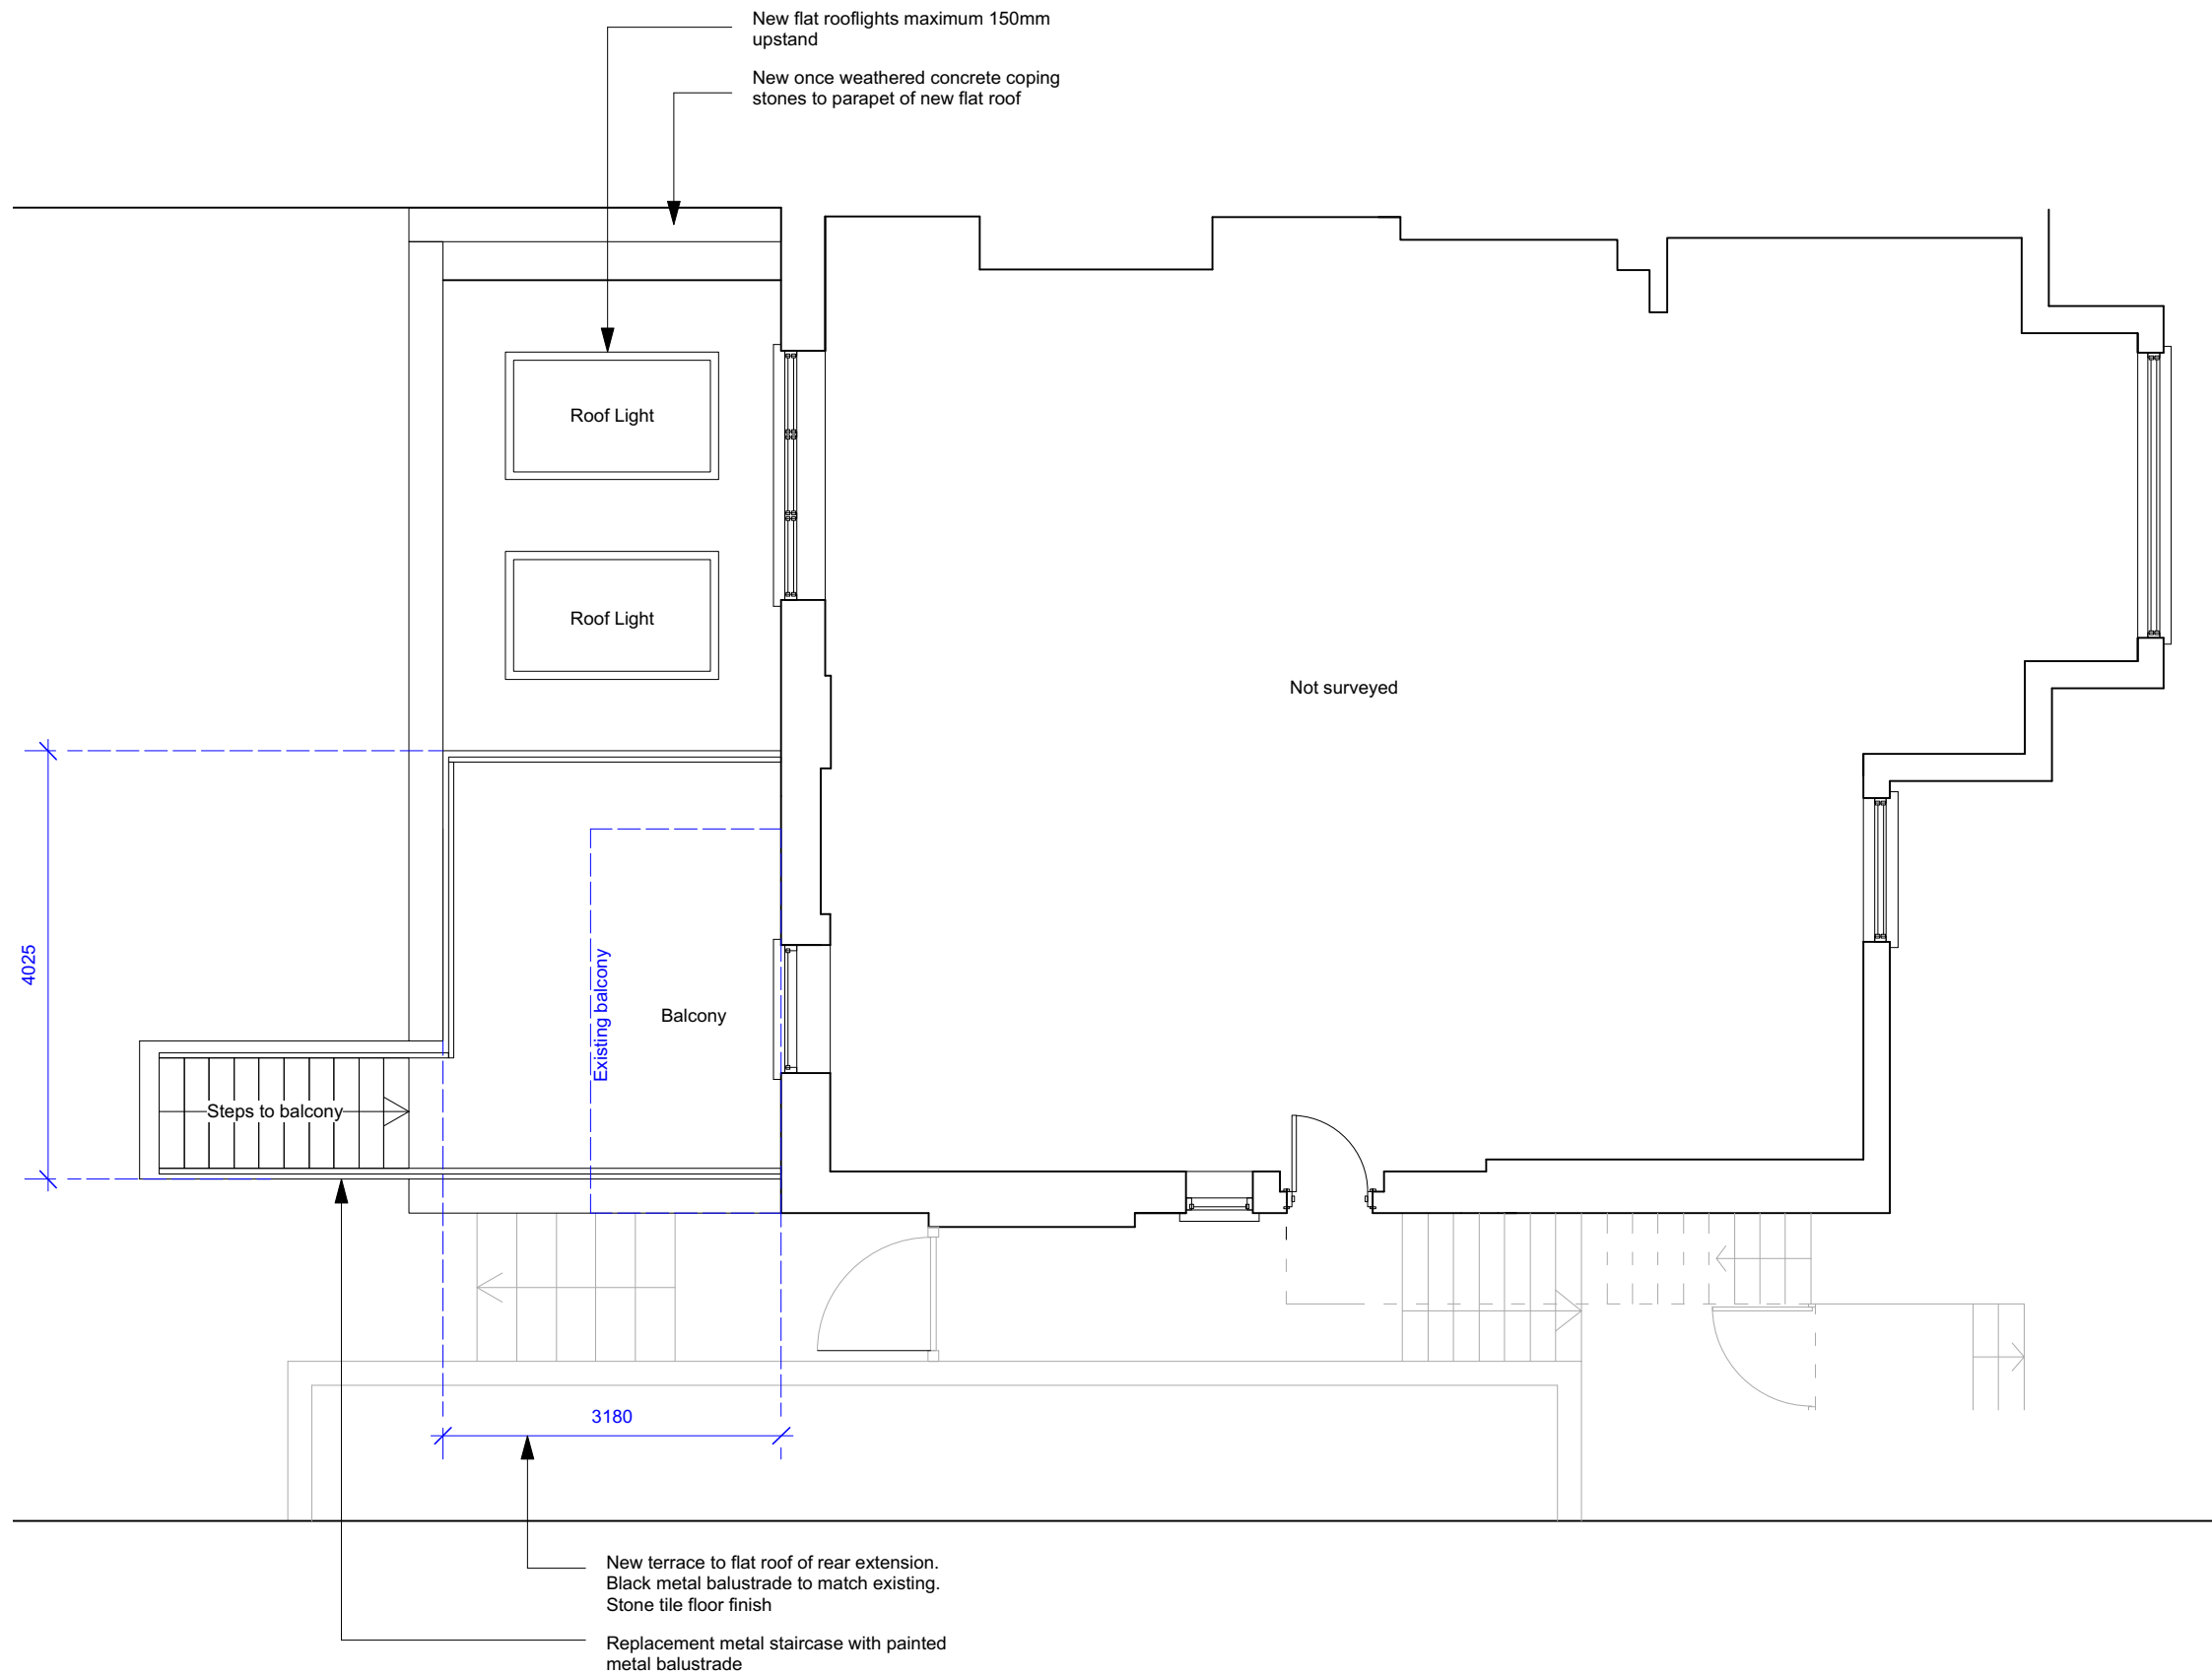 New flat rooflights maximum 150mm
upstand
New once weathered concrete coping
stones to parapet of new flat roof
Roof Light
Roof Light
Not surveyed
4025
Existing balcony
Balcony
Steps to balcony
3180
New terrace to flat roof of rear extension.
Black metal balustrade to match existing.
Stone tile floor finish
Replacement metal staircase with painted
metal balustrade